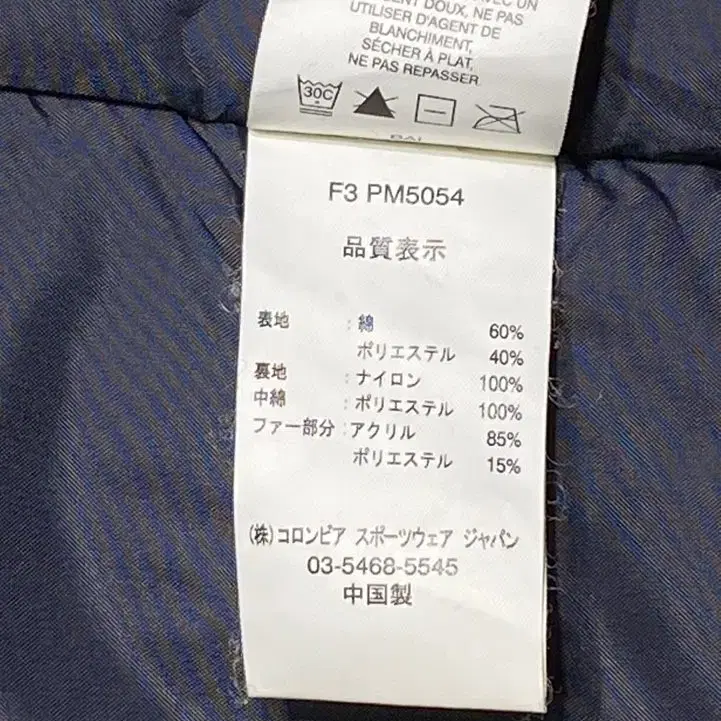 AVEC UN
GENT DOUX, NE PAS
UTILISER D'AGENT DE
BLANCHIMENT,
SÉCHER À PLAT,
NE PAS REPASSER.
30C
F3 PM5054
品質表示
表地 : 綿 60%
ポリエステル 40%
裏地 : ナイロン 100%
中綿 : ポリエステル 100%
ファー部分 : アクリル 85%
ポリエステル 15%
(株)コロンビア スポーツウェア ジャパン
03-5468-5545
中国製